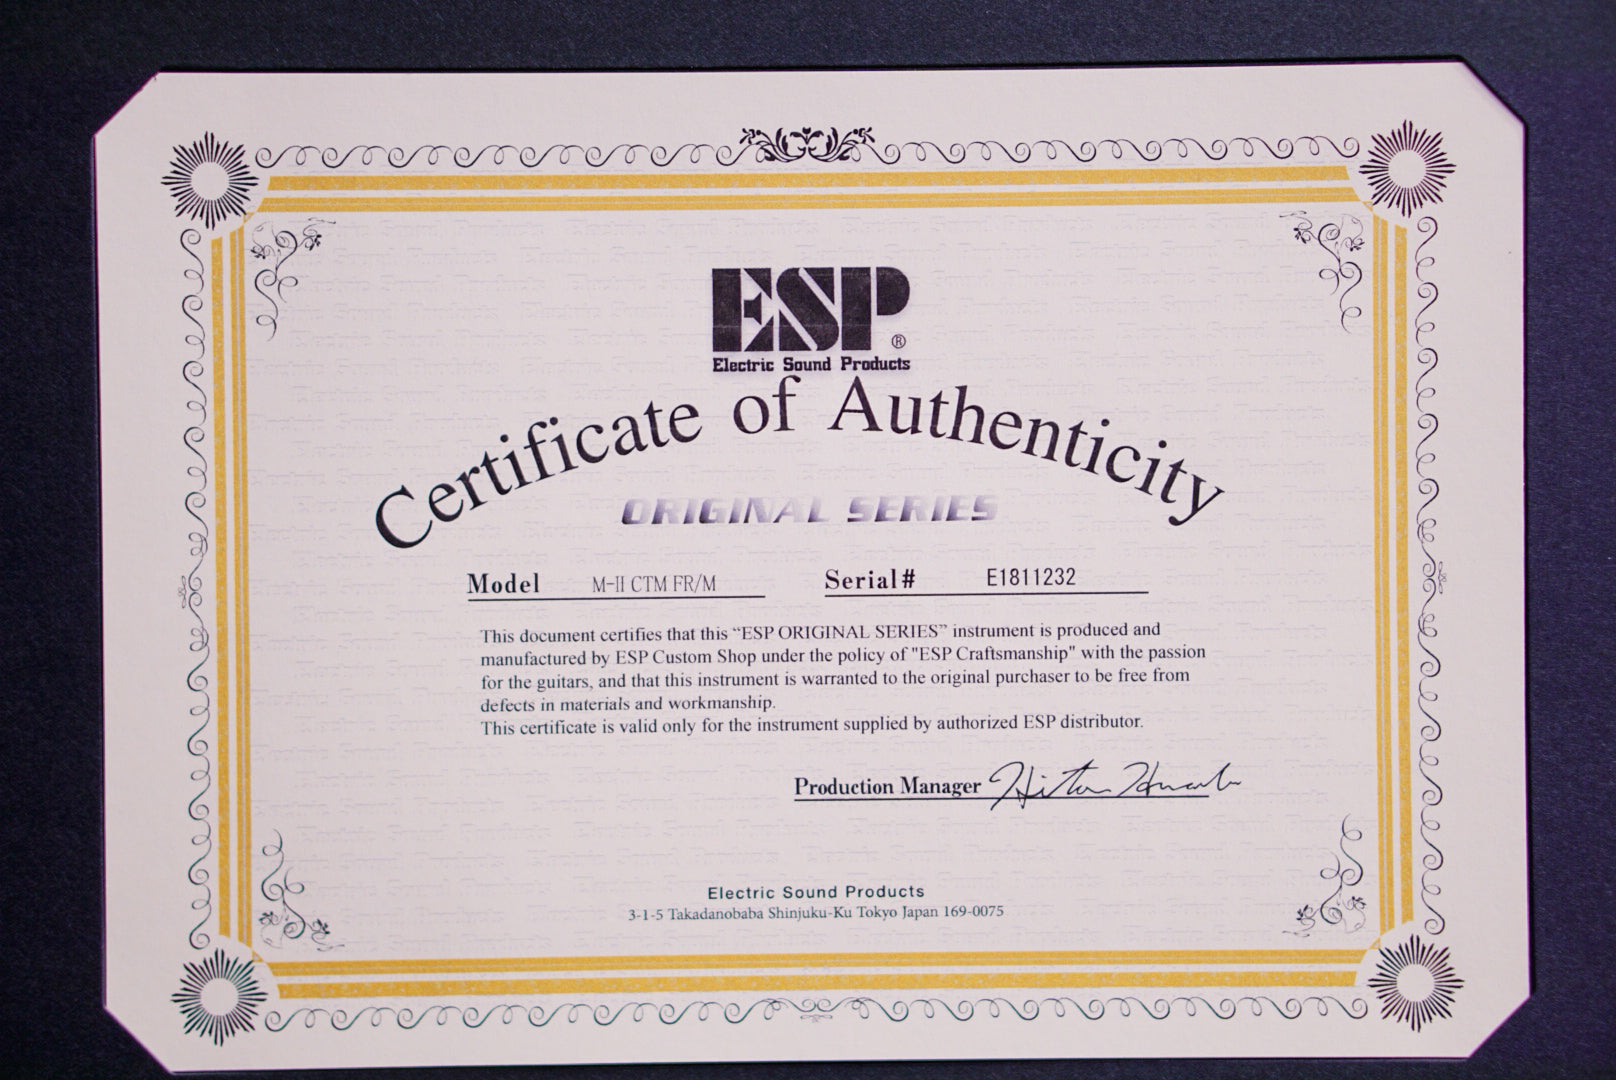 ESP®
Electric Sound Products
Certificate of Authenticity
ORIGINAL SERIES
Model M-II CTM FR/M Serial# E1811232
This document certifies that this “ESP ORIGINAL SERIES” instrument is produced and
manufactured by ESP Custom Shop under the policy of "ESP Craftsmanship" with the passion
for the guitars, and that this instrument is warranted to the original purchaser to be free from
defects in materials and workmanship.
This certificate is valid only for the instrument supplied by authorized ESP distributor.
Production Manager
Electric Sound Products
3-1-5 Takadanobaba Shinjuku-Ku Tokyo Japan 169-0075